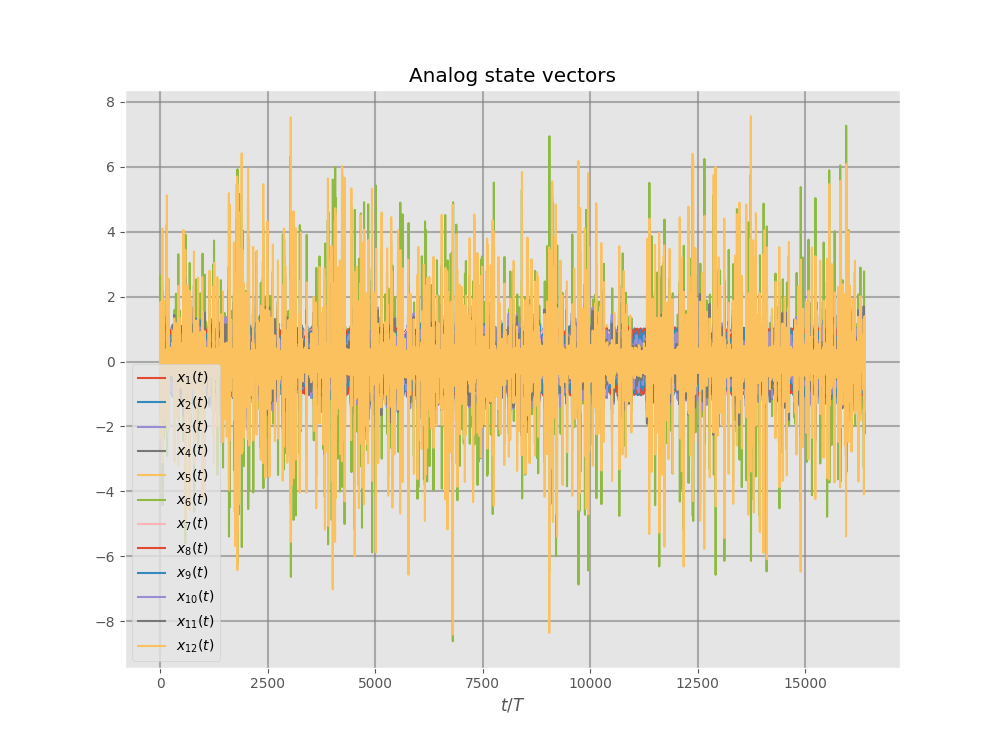 Analog state vectors
8
6
4
2
0
−2
−4
−6
−8
x₁(t)
x₂(t)
x₃(t)
x₄(t)
x₅(t)
x₆(t)
x₇(t)
x₈(t)
x₉(t)
x₁₀(t)
x₁₁(t)
x₁₂(t)
0 2500 5000 7500 10000 12500 15000
t/T